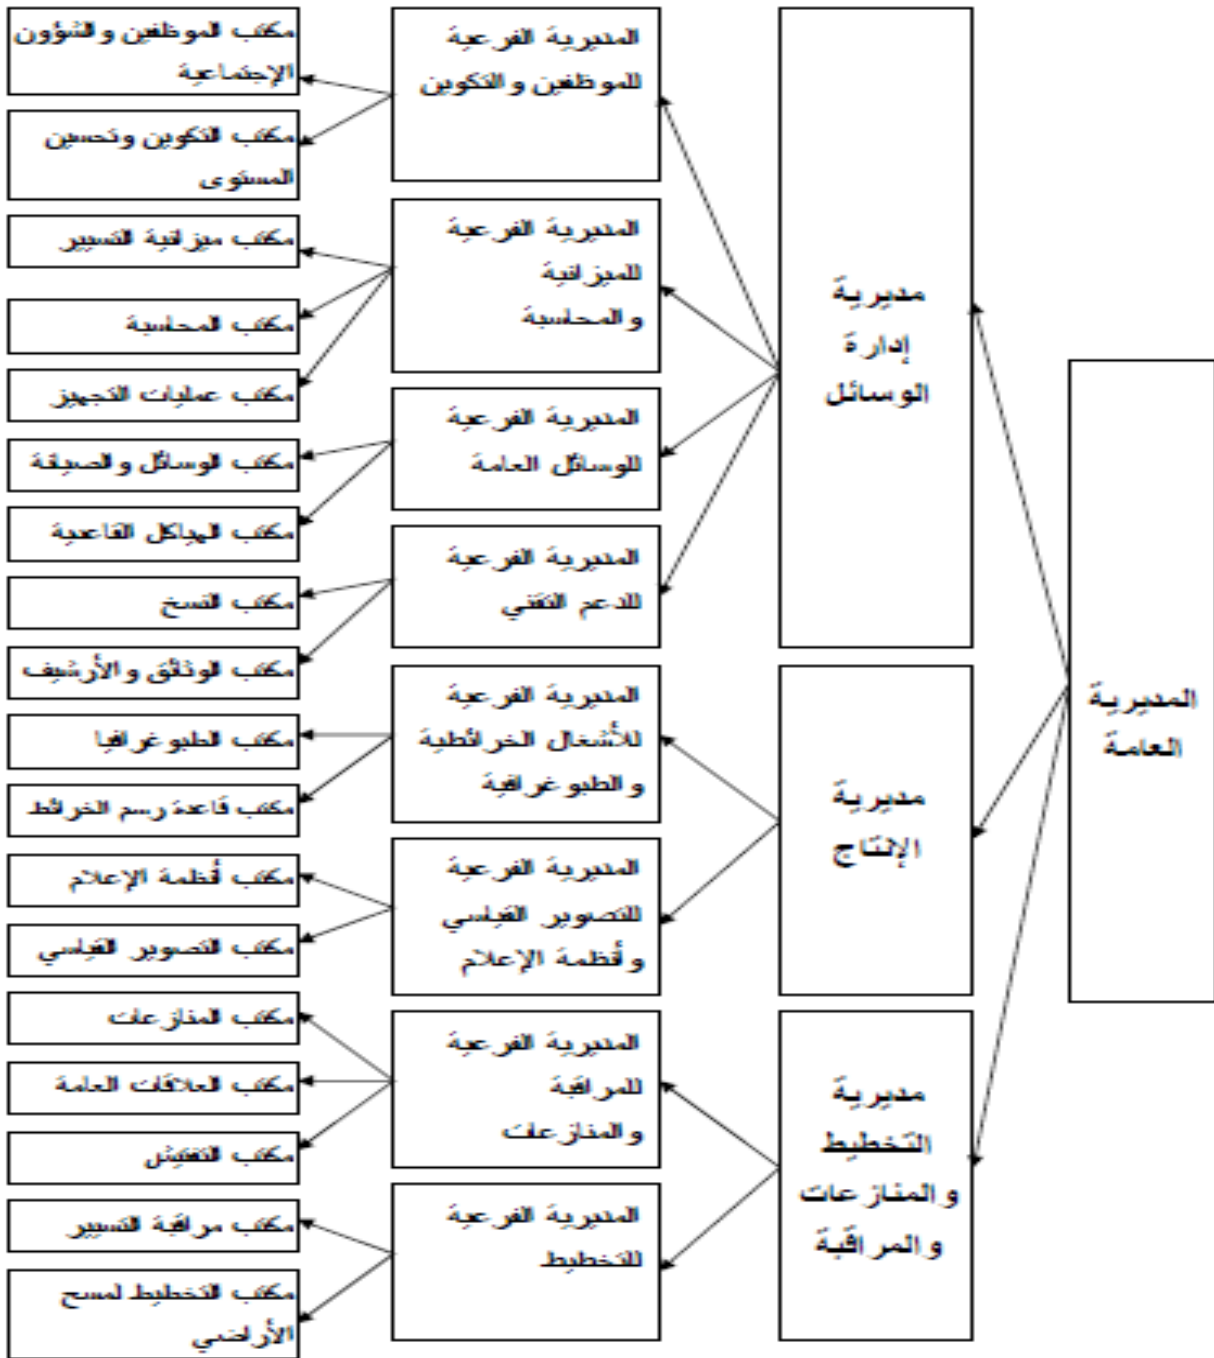 المديرية
العامة
مديرية
إدارة
الوسائل
مديرية
الإنتاج
مديرية
التخطيط
والمنازعات
والمراقبة
المديرية الفرعية
للموظفين والتكوين
المديرية الفرعية
للميزانية
والمحاسبة
المديرية الفرعية
للوسائل العامة
المديرية الفرعية
للدعم التقني
المديرية الفرعية
للأشغال الخرائطية
والطبوغرافية
المديرية الفرعية
للتصوير القياسي
وأنظمة الإعلام
المديرية الفرعية
للمراقبة
والمنازعات
المديرية الفرعية
للتخطيط
مكتب الموظفين والشؤون
الإجتماعية
مكتب التكوين وتحسين
المستوى
مكتب ميزانية التسيير
مكتب المحاسبة
مكتب عمليات التجهيز
مكتب الوسائل والصيانة
مكتب الهياكل القاعدية
مكتب النسخ
مكتب الوثائق والأرشيف
مكتب الطبوغرافيا
مكتب قاعدة رسم الخرائط
مكتب أنظمة الإعلام
مكتب التصوير القياسي
مكتب المنازعات
مكتب العلاقات العامة
مكتب التفتيش
مكتب مراقبة التسيير
مكتب التخطيط لمسح
الأراضي